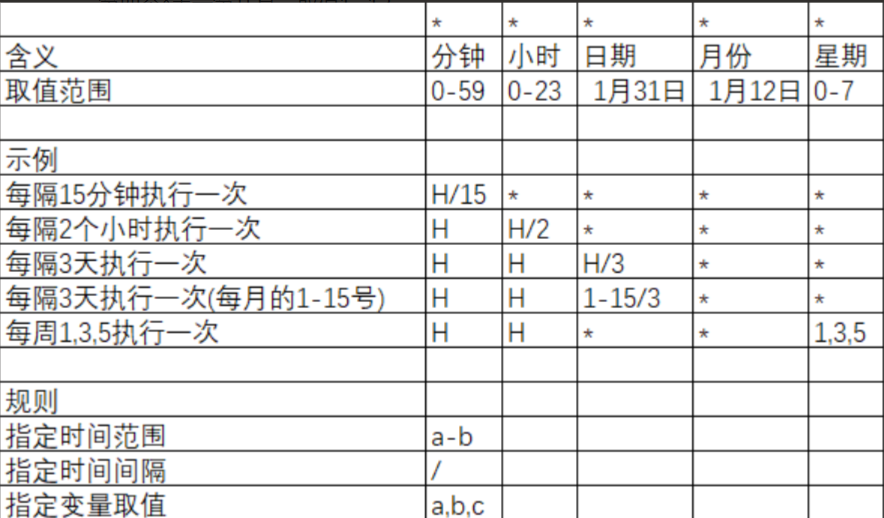 * * * * *
含义 分钟 小时 日期 月份 星期
取值范围 0-59 0-23 1月31日 1月12日 0-7
示例
每隔15分钟执行一次 H/15 * * * *
每隔2个小时执行一次 H H/2 * * *
每隔3天执行一次 H H H/3 * *
每隔3天执行一次(每月的1-15号) H H 1-15/3 * *
每周1,3,5执行一次 H H * * 1,3,5
规则
指定时间范围 a-b
指定时间间隔 /
指定变量取值 a,b,c